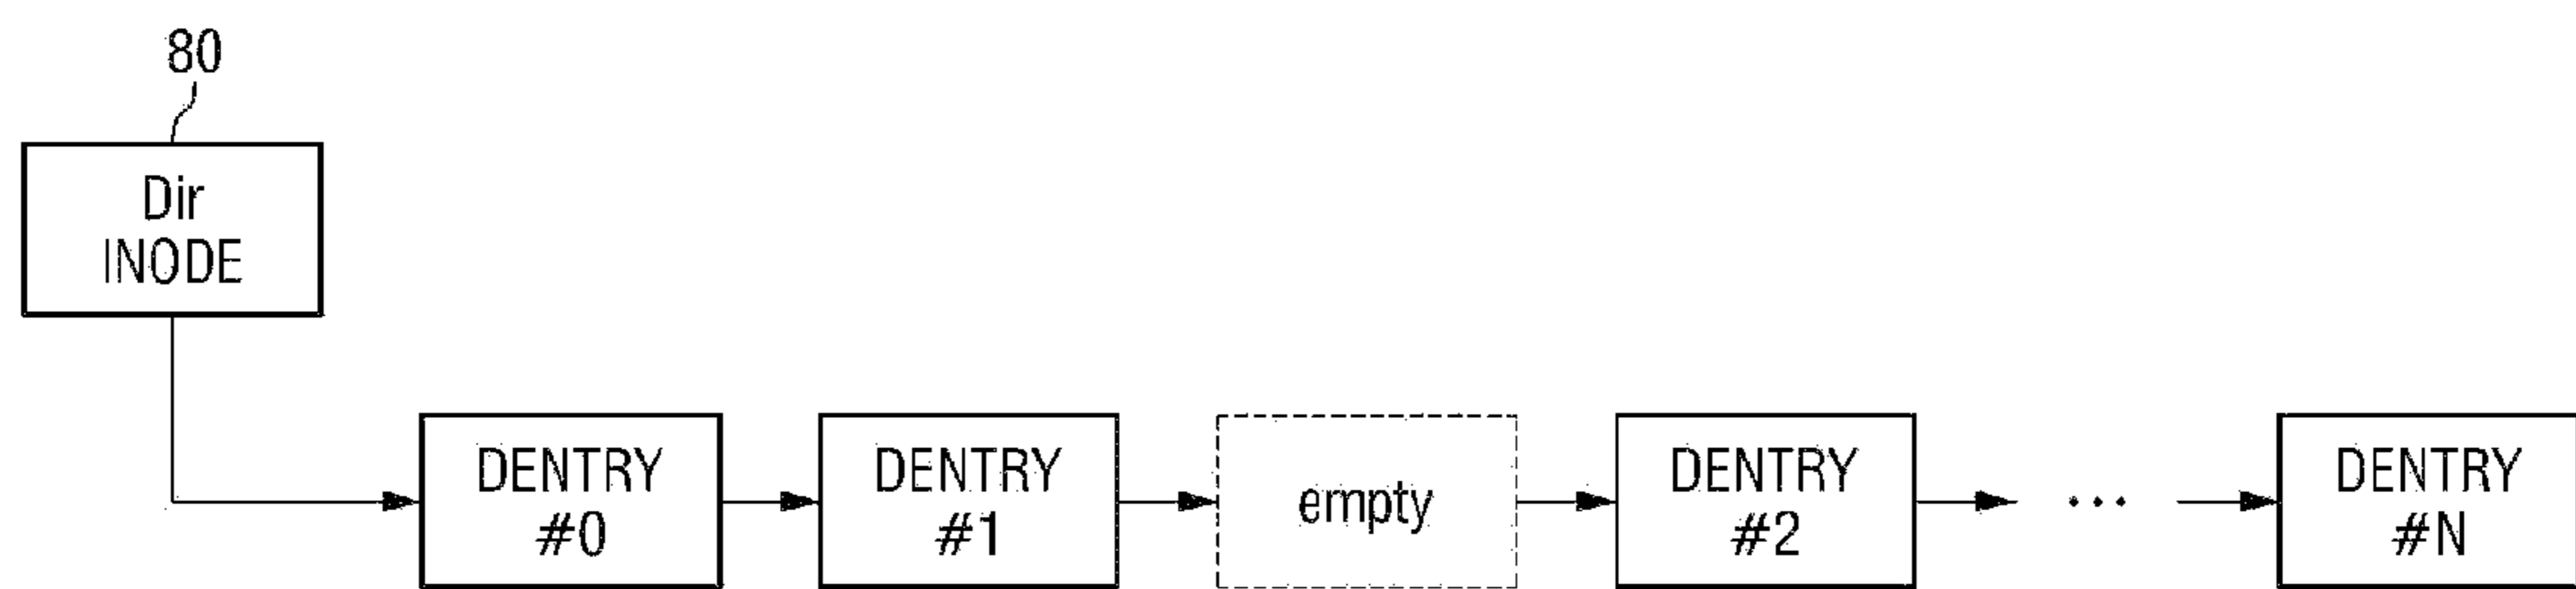 80
Dir
INODE
DENTRY
#0
DENTRY
#1
empty
DENTRY
#2
...
DENTRY
#N